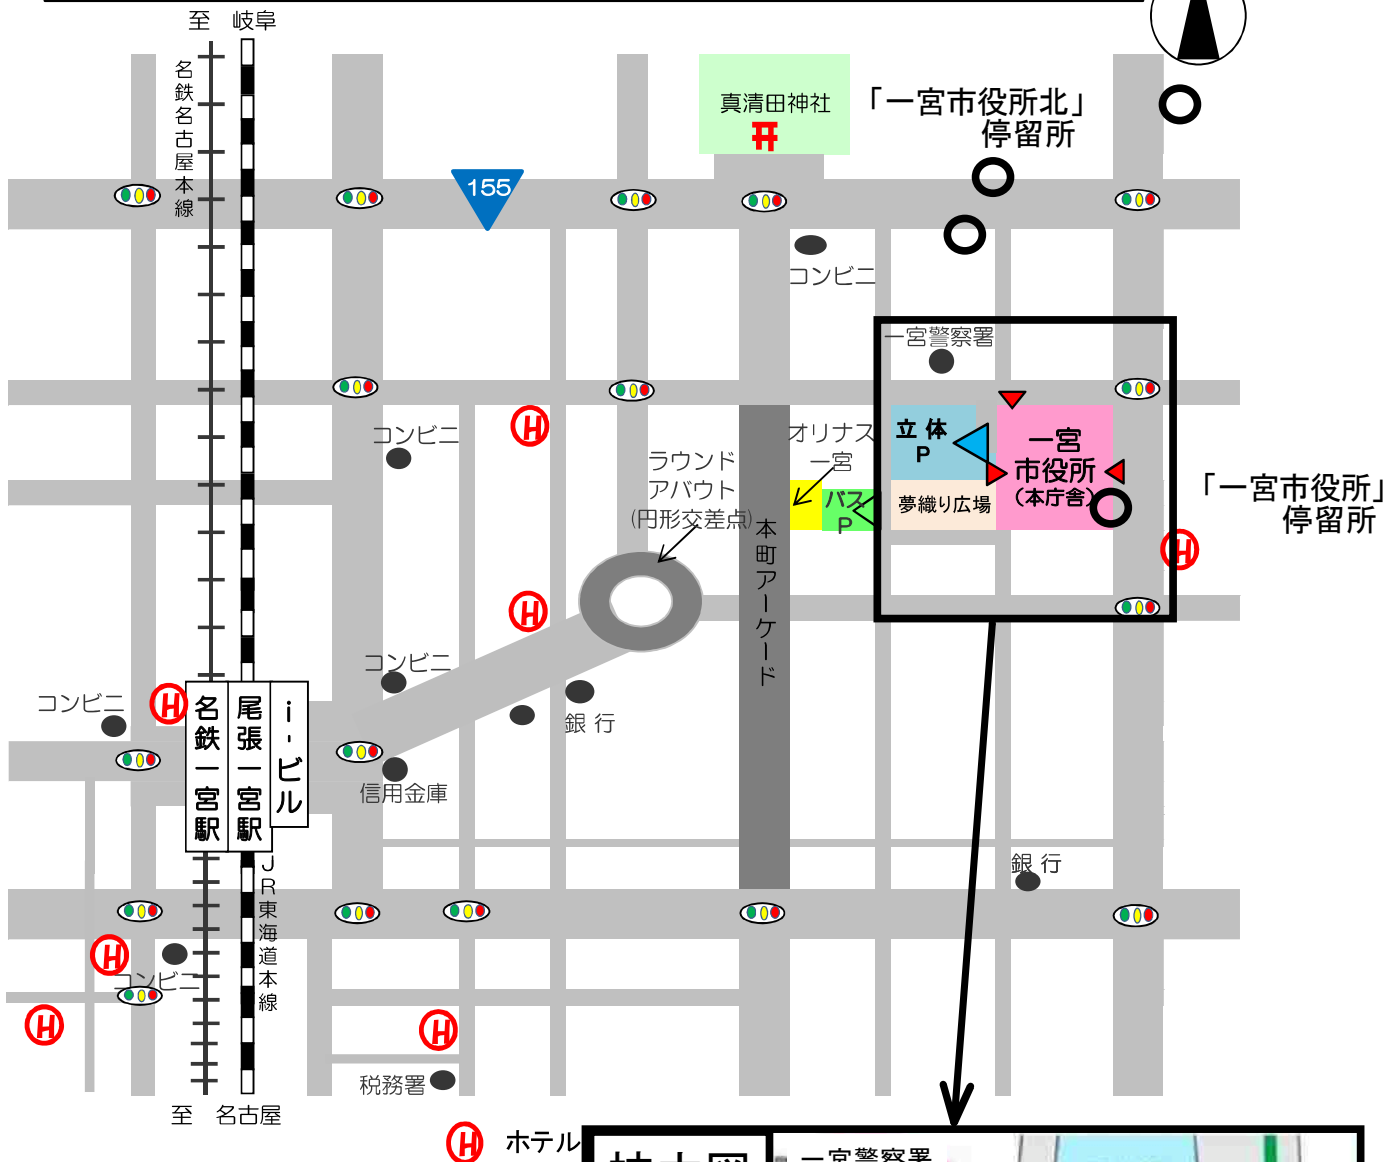 至 岐阜
名鉄名古屋本線
真清田神社
「一宮市役所北」
停留所
155
コンビニ
一宮警察署
コンビニ
オリナス
一宮
立 体
P
一宮
市役所
(本庁舎)
ラウンド
アバウト
(円形交差点)
バス
P
夢織り広場
「一宮市役所」
停留所
本町アーケード
H
H
H
コンビニ
コンビニ
H
名鉄一宮駅
尾張一宮駅
i-ビル
銀 行
信用金庫
銀 行
JR東海道本線
H
コンビニ
H
H
税務署
至 名古屋
H ホテル
拡大図
一宮警察署